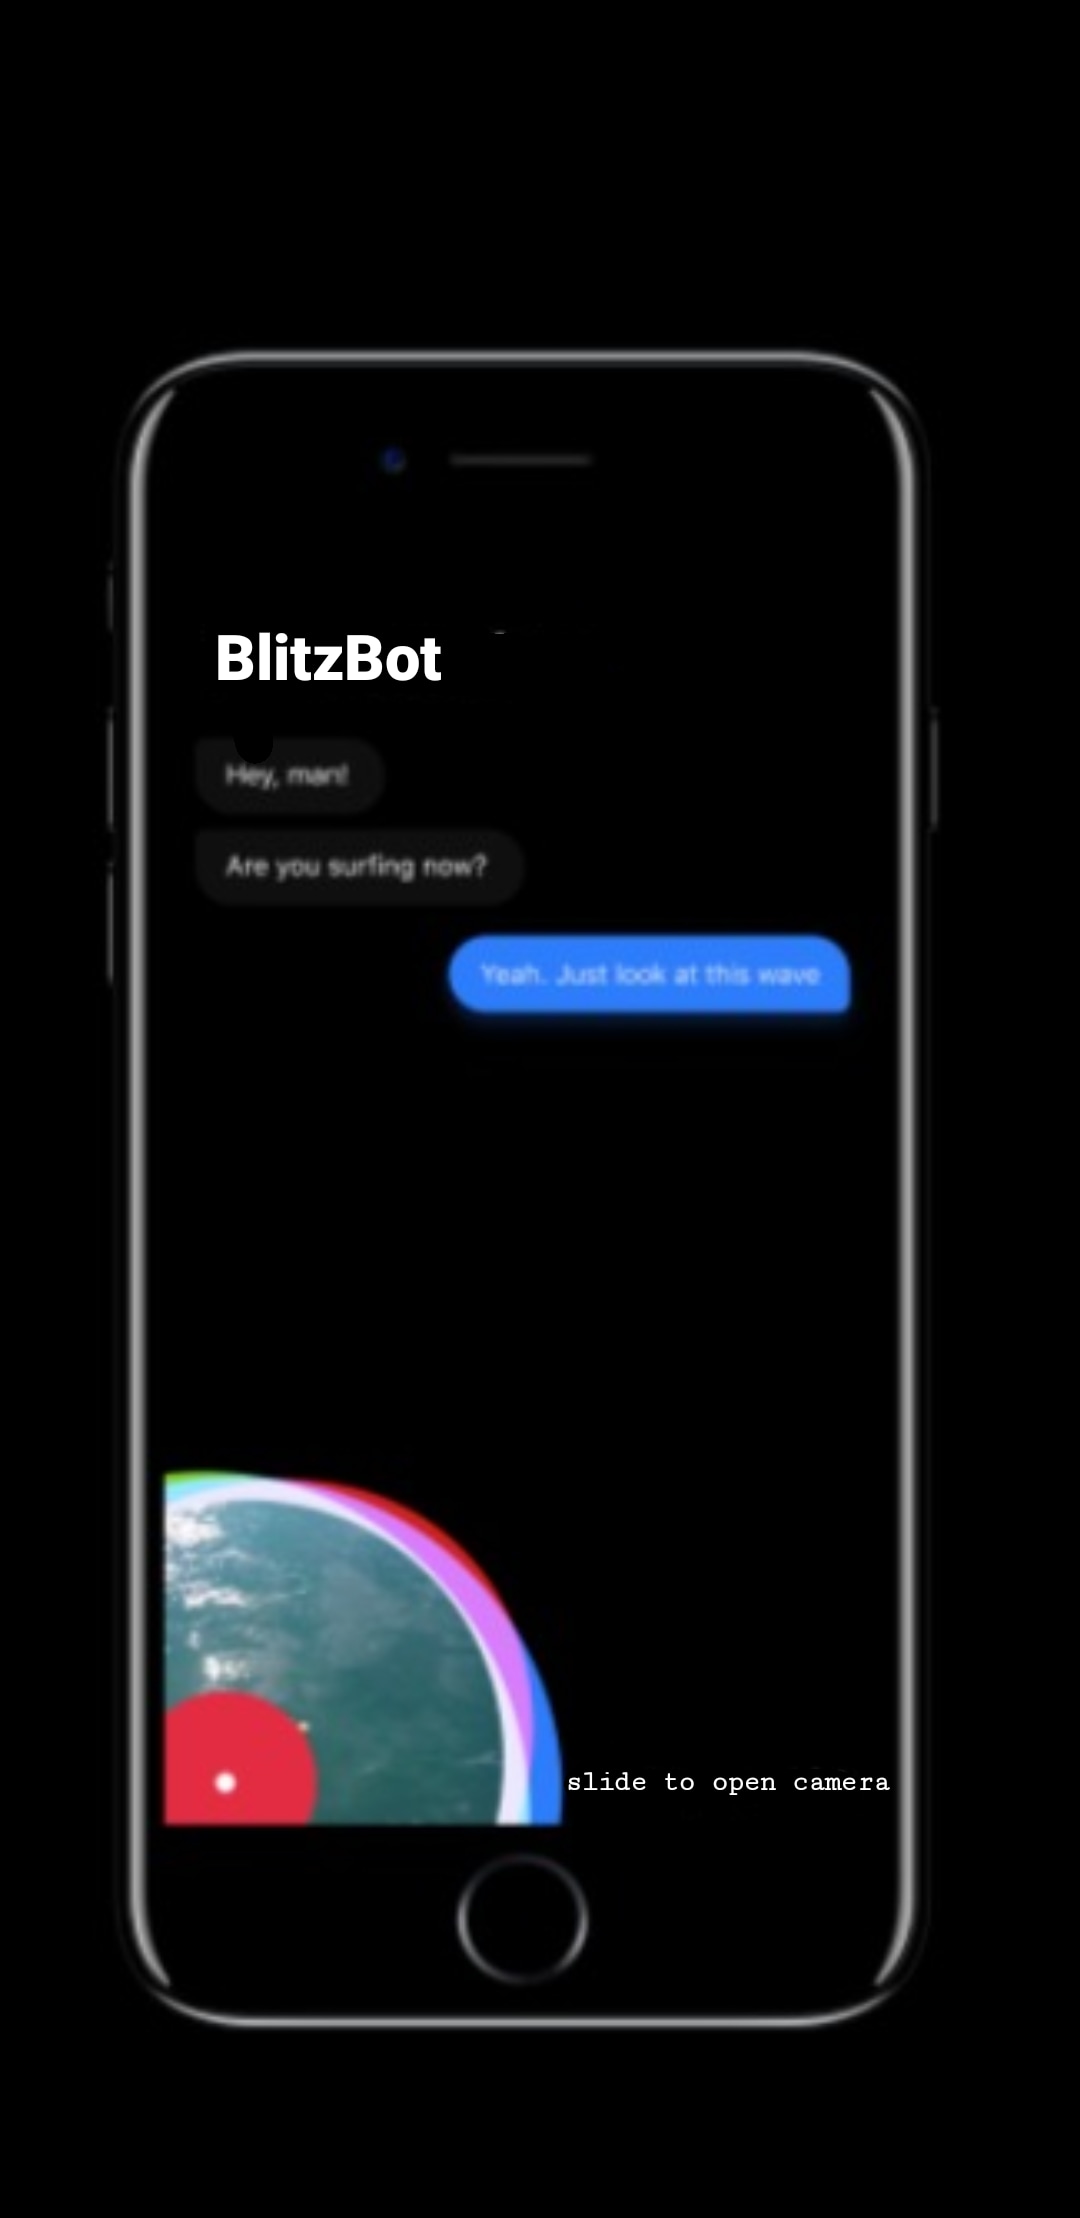 BlitzBot
Hey, man!
Are you surfing now?
Yeah. Just look at this wave
slide to open camera